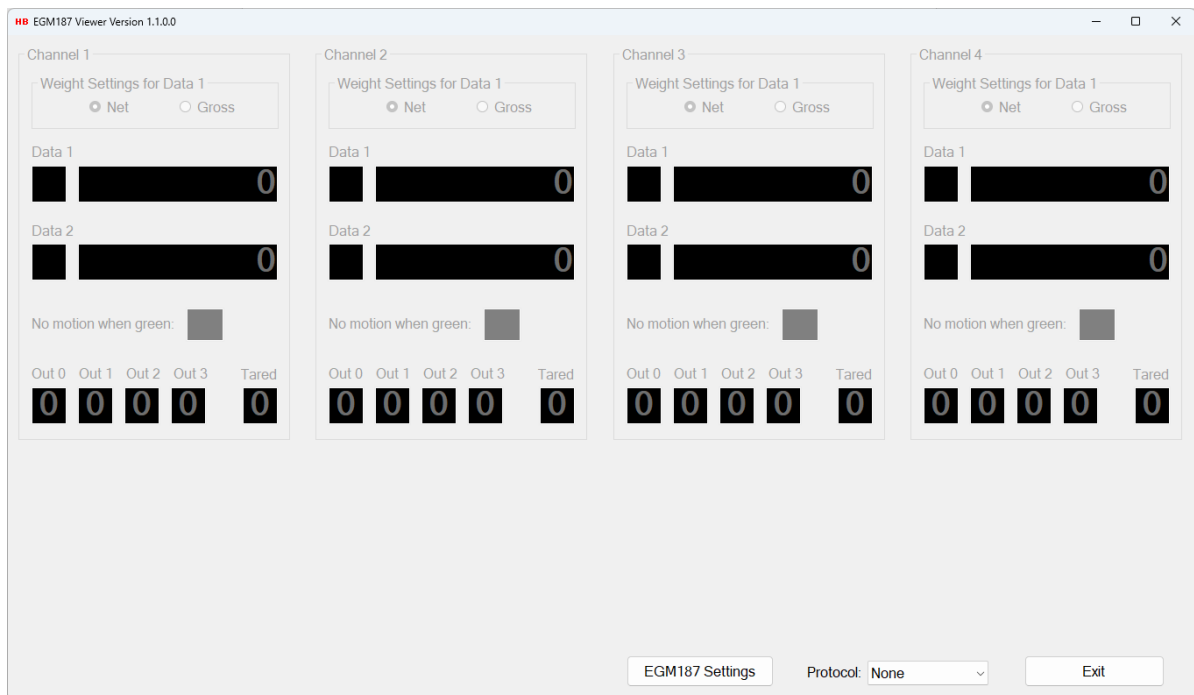 HB EGM187 Viewer Version 1.1.0.0
Channel 1 Channel 2 Channel 3 Channel 4
Weight Settings for Data 1 Weight Settings for Data 1 Weight Settings for Data 1 Weight Settings for Data 1
Net Gross Net Gross Net Gross Net Gross
Data 1 Data 1 Data 1 Data 1
0 0 0 0
Data 2 Data 2 Data 2 Data 2
0 0 0 0
No motion when green: No motion when green: No motion when green: No motion when green:
Out 0 Out 1 Out 2 Out 3 Tared Out 0 Out 1 Out 2 Out 3 Tared Out 0 Out 1 Out 2 Out 3 Tared Out 0 Out 1 Out 2 Out 3 Tared
0 0 0 0 0 0 0 0 0 0 0 0 0 0 0 0 0 0 0 0
EGM187 Settings Protocol: None Exit